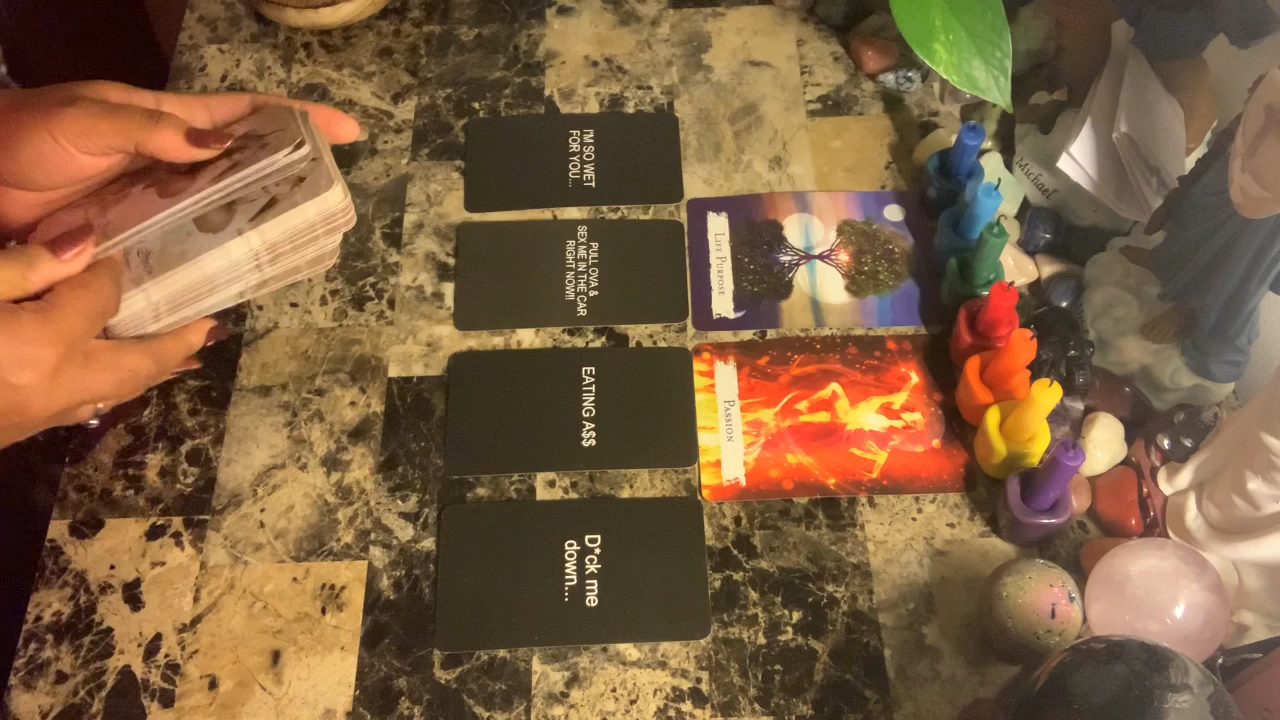 I'M SO WET
FOR YOU...
PULL OVA &
SEX ME IN THE CAR
RIGHT NOW!!
EATING A$$
D*ck me
down...
LIFE PURPOSE
PASSION
Michael